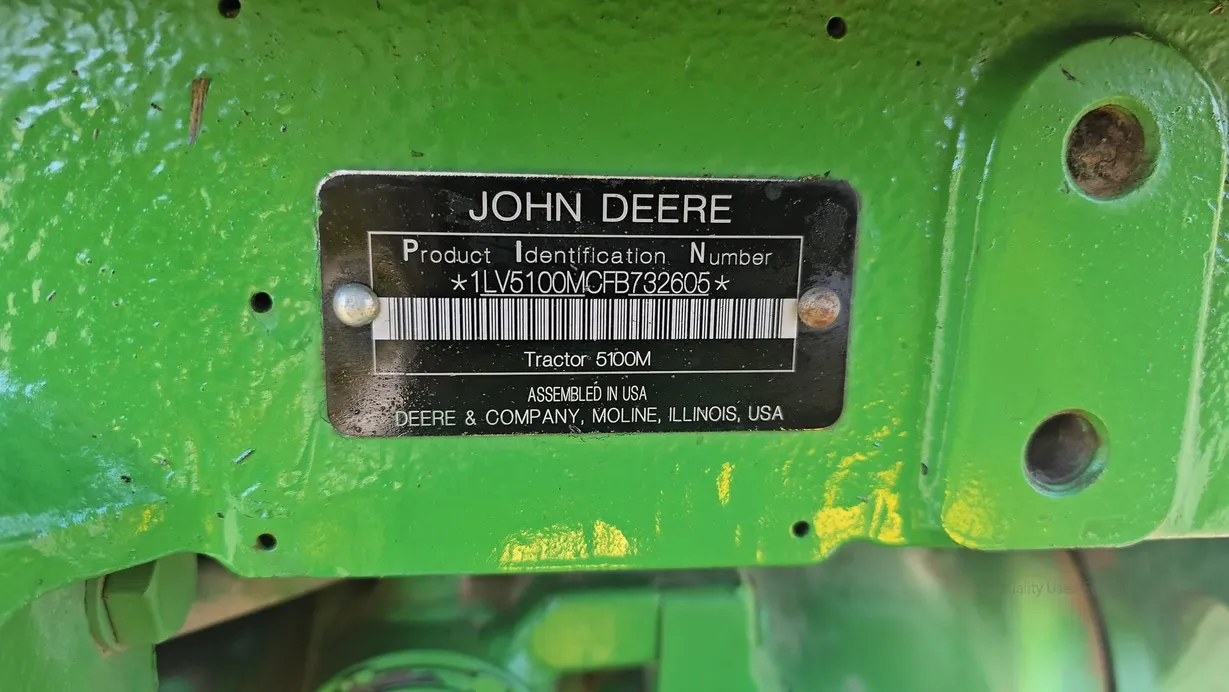 JOHN DEERE
Product Identification Number
*1LV5100MCFB732605*
Tractor 5100M
ASSEMBLED IN USA
DEERE & COMPANY, MOLINE, ILLINOIS, USA